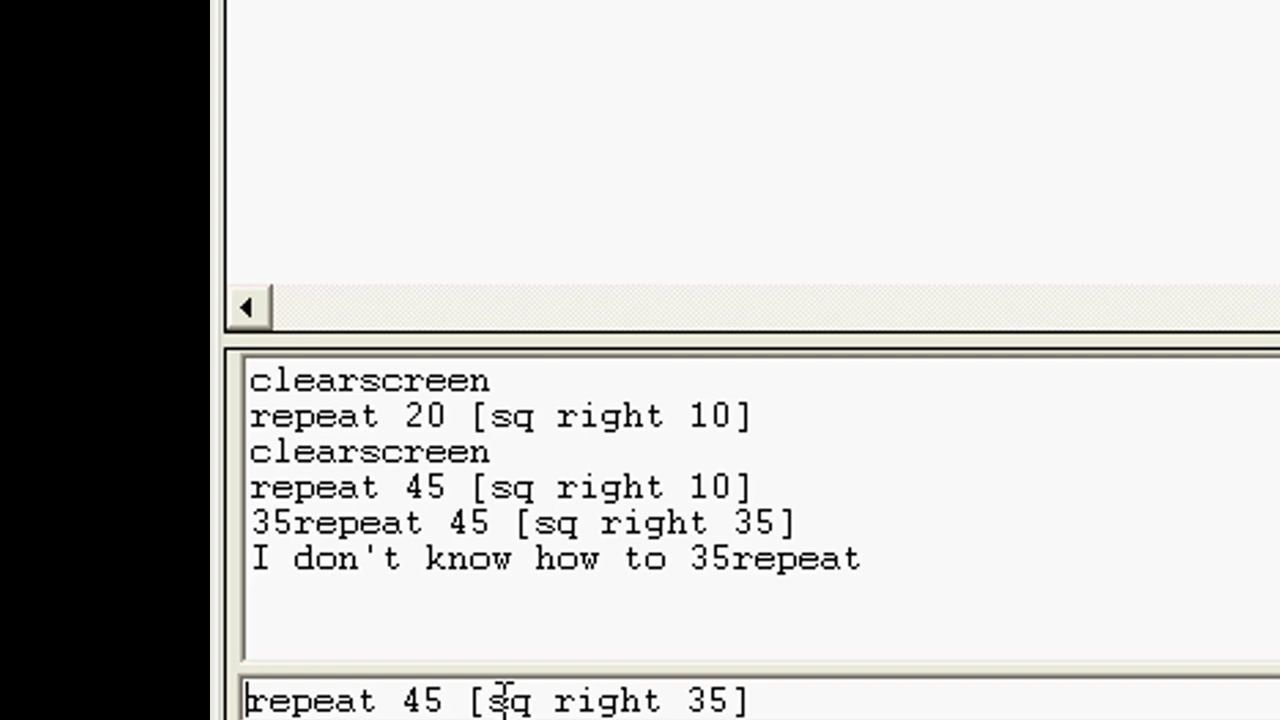 clearscreen
repeat 20 [sq right 10]
clearscreen
repeat 45 [sq right 10]
35repeat 45 [sq right 35]
I don't know how to 35repeat
repeat 45 [sq right 35]